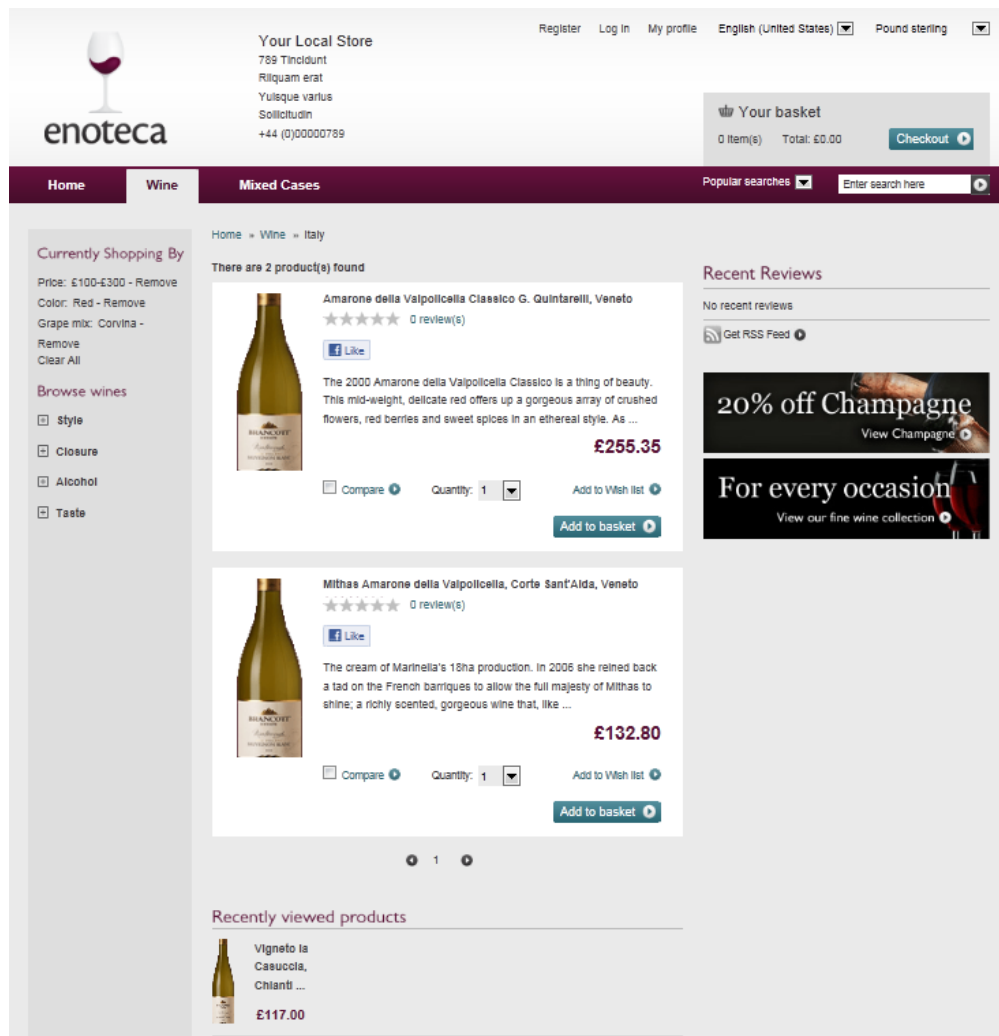 Register Log In My profile English (United States) Pound sterling
enoteca
Your Local Store
789 Tincidunt
Riiquam erat
Yuisque varius
Sollicitudin
+44 (0)00000789
Your basket
0 item(s) Total: £0.00 Checkout
Home Wine Mixed Cases Popular searches Enter search here
Currently Shopping By
Price: £100-£300 - Remove
Color: Red - Remove
Grape mix: Corvina -
Remove
Clear All
Browse wines
Style
Closure
Alcohol
Taste
Home » Wine » Italy
There are 2 product(s) found
Amarone della Valpolicella Classico G. Quintarelli, Veneto
0 review(s)
Like
The 2000 Amarone della Valpolicella Classico is a thing of beauty.
This mid-weight, delicate red offers up a gorgeous array of crushed
flowers, red berries and sweet spices in an ethereal style. As ...
£255.35
Compare Quantity: 1 Add to Wish list
Add to basket
BRANCOTT
Mithas Amarone della Valpolicella, Corte Sant'Alda, Veneto
0 review(s)
Like
The cream of Marinella's 18ha production. In 2006 she reined back
a tad on the French barriques to allow the full majesty of Mithas to
shine; a richly scented, gorgeous wine that, like ...
£132.80
Compare Quantity: 1 Add to Wish list
Add to basket
BRANCOTT
1
Recently viewed products
Vigneto la
Casuccia,
Chianti ...
£117.00
Recent Reviews
No recent reviews
Get RSS Feed
20% off Champagne
View Champagne
For every occasion
View our fine wine collection